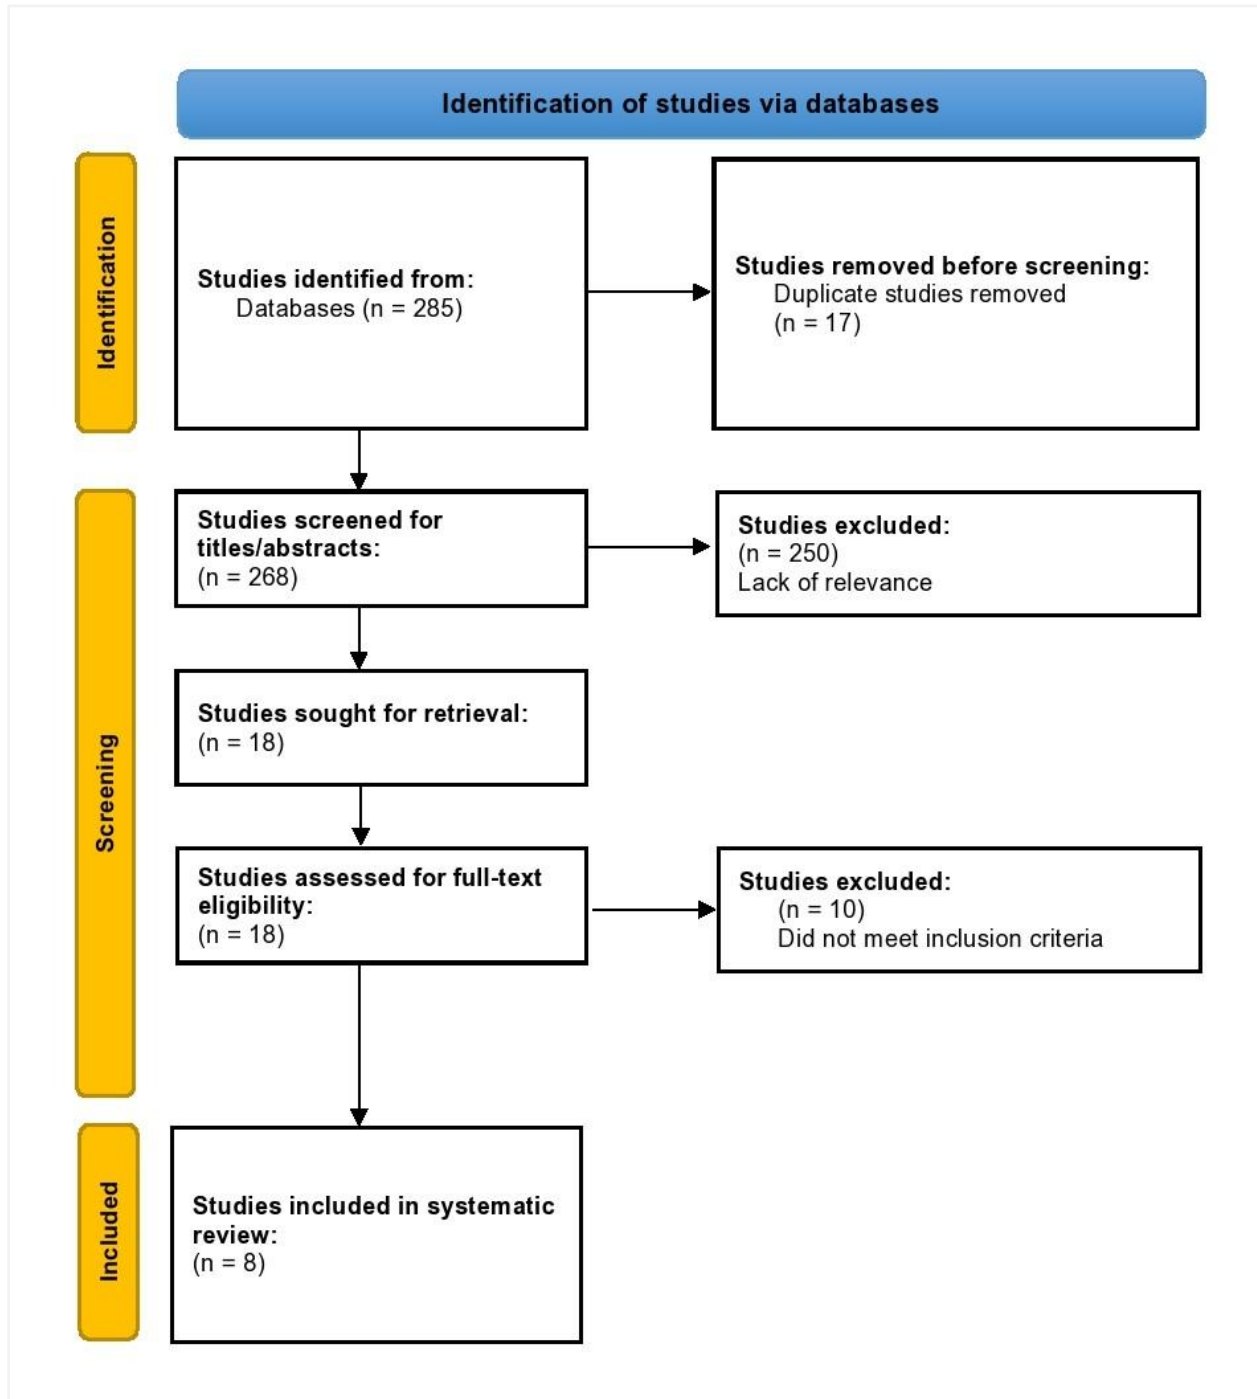 Identification of studies via databases
Identification
Studies identified from:
Databases (n = 285)
Studies removed before screening:
Duplicate studies removed
(n = 17)
Screening
Studies screened for
titles/abstracts:
(n = 268)
Studies excluded:
(n = 250)
Lack of relevance
Studies sought for retrieval:
(n = 18)
Studies assessed for full-text
eligibility:
(n = 18)
Studies excluded:
(n = 10)
Did not meet inclusion criteria
Included
Studies included in systematic
review:
(n = 8)